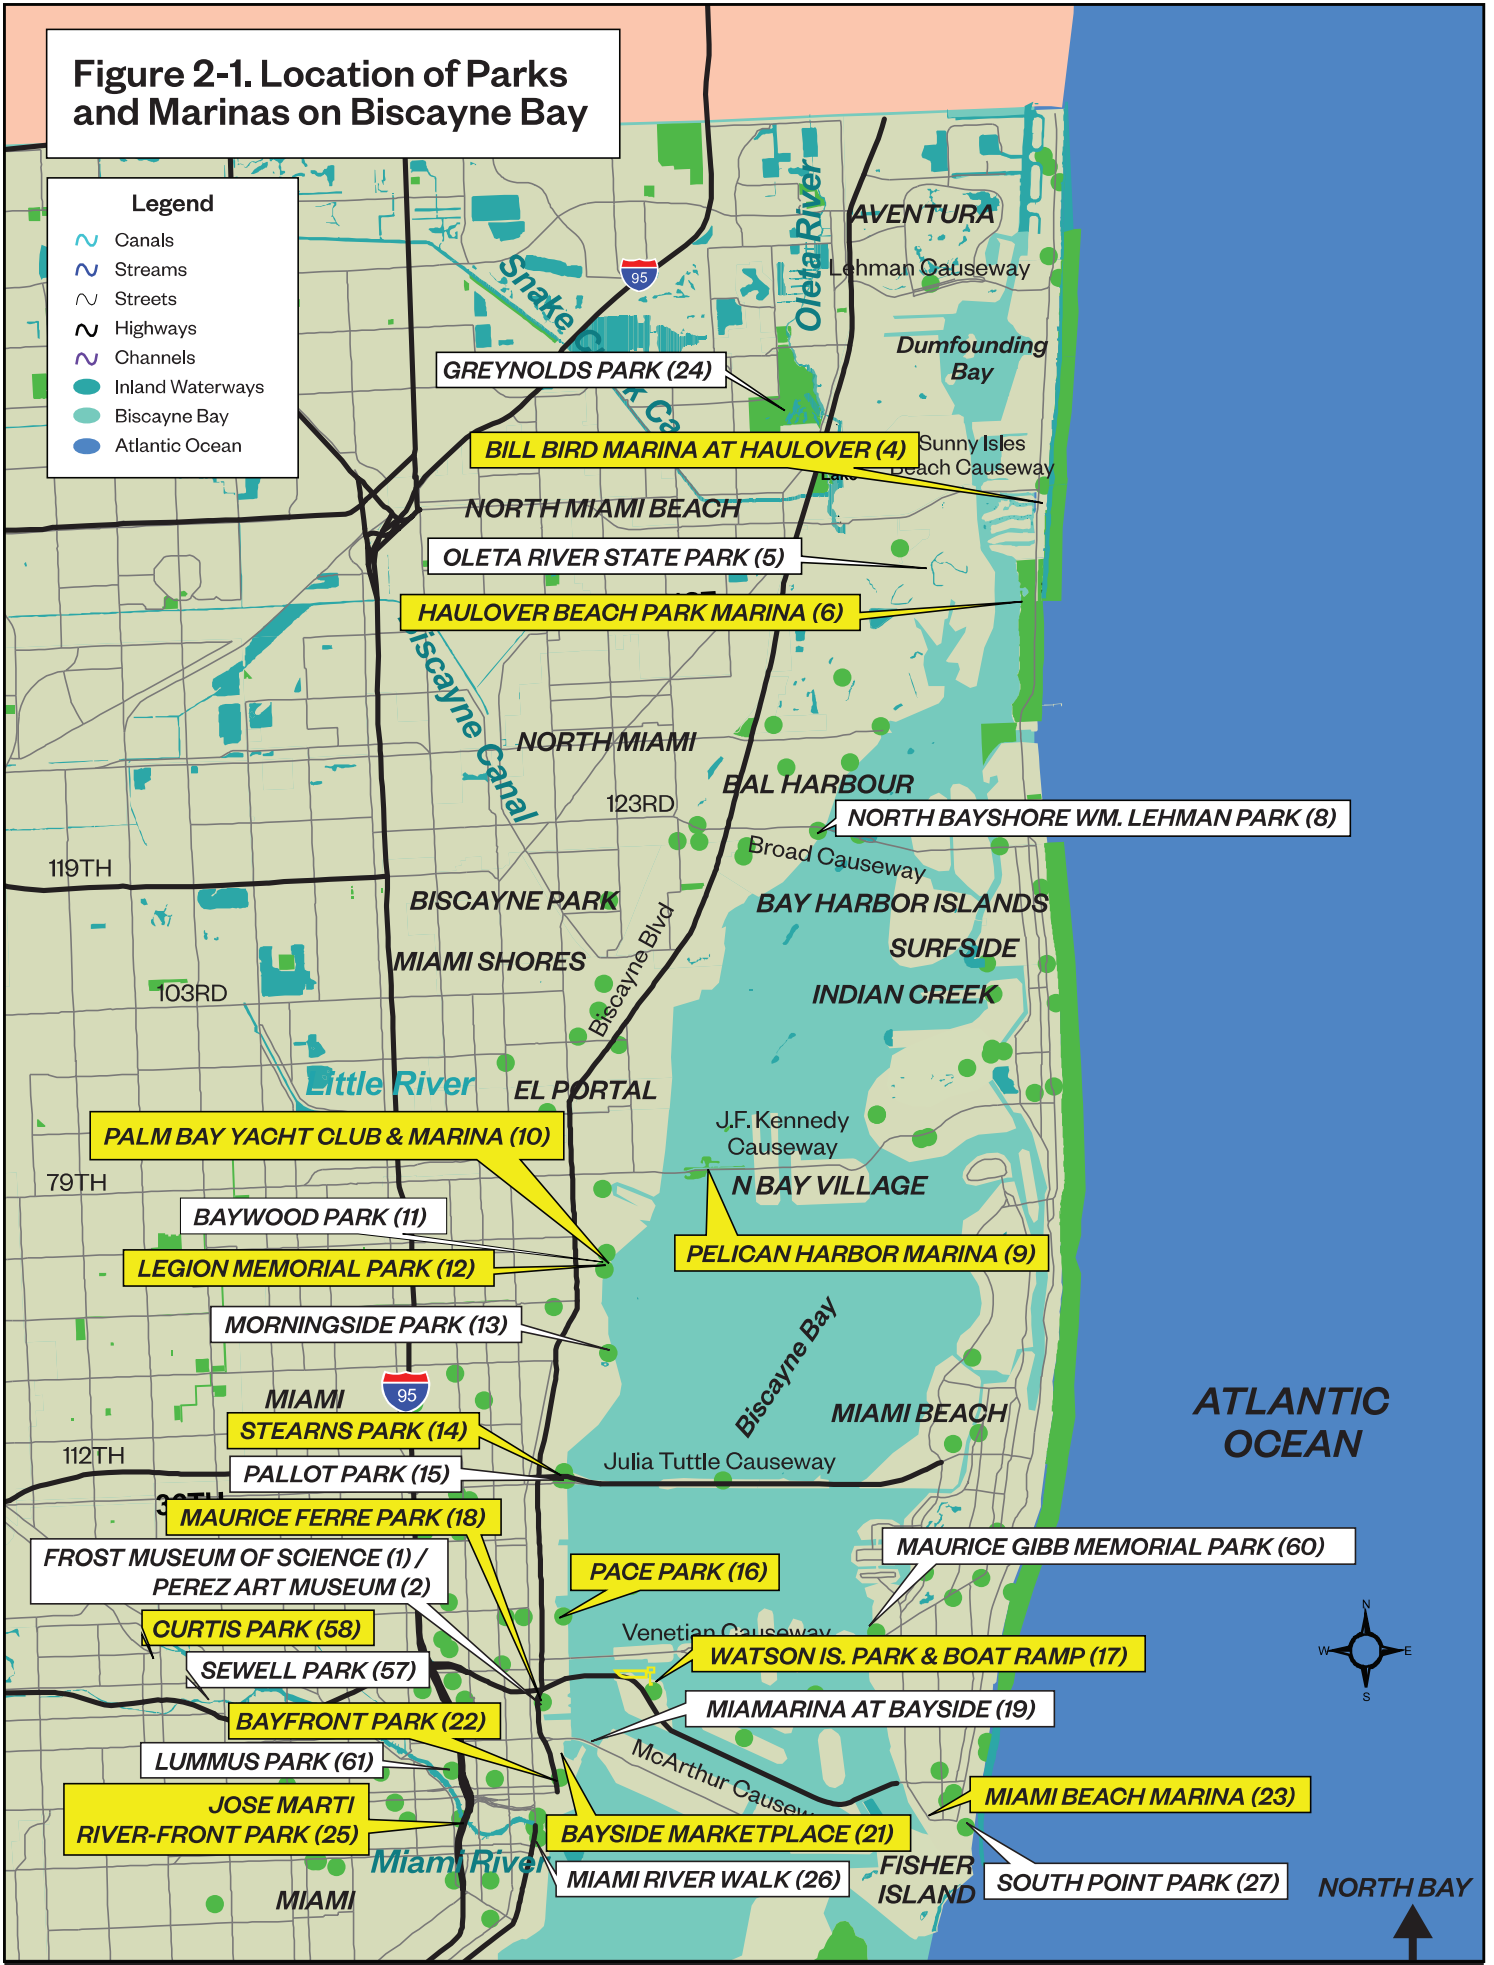 Figure 2-1. Location of Parks
and Marinas on Biscayne Bay
Legend
Canals
Streams
Streets
Highways
Channels
Inland Waterways
Biscayne Bay
Atlantic Ocean
Oleta River
AVENTURA
Lehman Causeway
95
Snake
Dumfounding
Bay
GREYNOLDS PARK (24)
BILL BIRD MARINA AT HAULOVER (4)
Sunny Isles
Beach Causeway
NORTH MIAMI BEACH
OLETA RIVER STATE PARK (5)
HAULOVER BEACH PARK MARINA (6)
Biscayne Canal
NORTH MIAMI
BAL HARBOUR
123RD
NORTH BAYSHORE WM. LEHMAN PARK (8)
Broad Causeway
119TH
BISCAYNE PARK
BAY HARBOR ISLANDS
Biscayne Blvd
SURFSIDE
MIAMI SHORES
103RD
INDIAN CREEK
Little River
EL PORTAL
J.F. Kennedy
Causeway
PALM BAY YACHT CLUB & MARINA (10)
79TH
N BAY VILLAGE
BAYWOOD PARK (11)
PELICAN HARBOR MARINA (9)
LEGION MEMORIAL PARK (12)
MORNINGSIDE PARK (13)
Biscayne Bay
95
MIAMI
MIAMI BEACH
ATLANTIC
OCEAN
STEARNS PARK (14)
112TH
Julia Tuttle Causeway
PALLOT PARK (15)
MAURICE FERRE PARK (18)
FROST MUSEUM OF SCIENCE (1) /
PEREZ ART MUSEUM (2)
MAURICE GIBB MEMORIAL PARK (60)
PACE PARK (16)
CURTIS PARK (58)
Venetian Causeway
WATSON IS. PARK & BOAT RAMP (17)
N
W
E
S
SEWELL PARK (57)
MIAMARINA AT BAYSIDE (19)
BAYFRONT PARK (22)
LUMMUS PARK (61)
McArthur
JOSE MARTI
RIVER-FRONT PARK (25)
MIAMI BEACH MARINA (23)
BAYSIDE MARKETPLACE (21)
Miami River
MIAMI RIVER WALK (26)
FISHER
ISLAND
SOUTH POINT PARK (27)
MIAMI
NORTH BAY